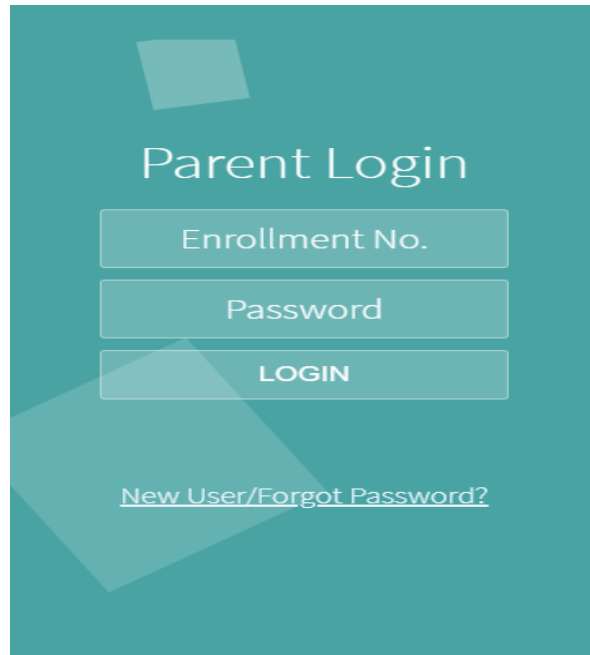 Parent Login
Enrollment No.
Password
LOGIN
New User/Forgot Password?